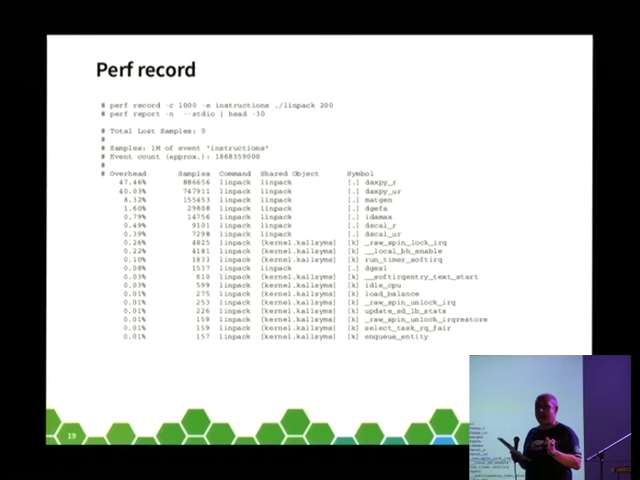 Perf record
# perf record -c 1000 -e instructions ./linpack 200
# perf report -n --stdio | head -30
# Total Lost Samples: 0
#
# Samples: 1M of event 'instructions'
# Event count (approx.): 1868359000
#
# Overhead Samples Command Shared Object Symbol
47.46% 886656 linpack linpack [.] daxpy_r
40.03% 747911 linpack linpack [.] daxpy_ur
8.32% 155453 linpack linpack [.] matgen
1.60% 29808 linpack linpack [.] dgefa
0.79% 14756 linpack linpack [.] idamax
0.49% 9101 linpack linpack [.] dscal_r
0.39% 7298 linpack linpack [.] dscal_ur
0.26% 4825 linpack [kernel.kallsyms] [k] _raw_spin_lock_irq
0.22% 4181 linpack [kernel.kallsyms] [k] __local_bh_enable
0.10% 1833 linpack [kernel.kallsyms] [k] run_timer_softirq
0.08% 1537 linpack linpack [.] dgesl
0.03% 610 linpack [kernel.kallsyms] [k] __softirqentry_text_start
0.03% 599 linpack [kernel.kallsyms] [k] idle_cpu
0.01% 275 linpack [kernel.kallsyms] [k] load_balance
0.01% 253 linpack [kernel.kallsyms] [k] _raw_spin_unlock_irq
0.01% 226 linpack [kernel.kallsyms] [k] update_sd_lb_stats
0.01% 159 linpack [kernel.kallsyms] [k] _raw_spin_unlock_irqrestore
0.01% 159 linpack [kernel.kallsyms] [k] select_task_rq_fair
0.01% 157 linpack [kernel.kallsyms] [k] enqueue_entity
19